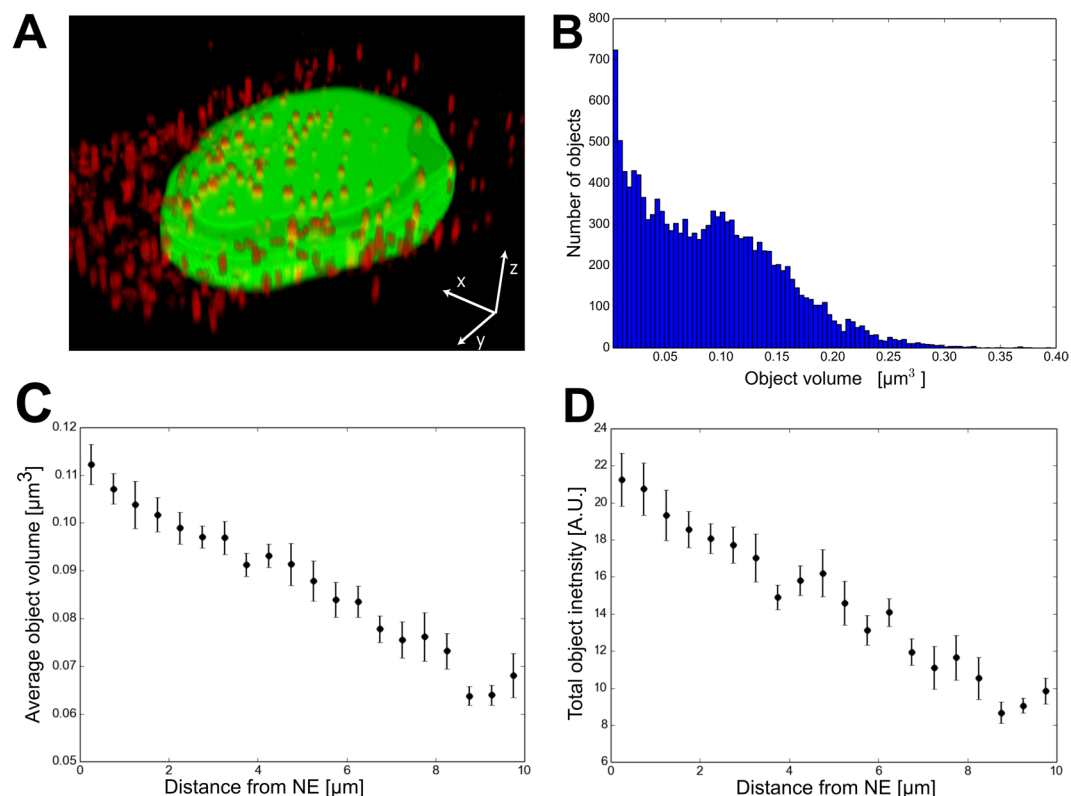 A
x
z
y
B
800
700
600
500
400
300
200
100
0
Number of objects
0.05 0.10 0.15 0.20 0.25 0.30 0.35 0.40
Object volume [µm³ ]
C
0.12
0.11
0.10
0.09
0.08
0.07
0.06
0.05
Average object volume [µm³]
0 2 4 6 8 10
Distance from NE [µm]
D
24
22
20
18
16
14
12
10
8
6
Total object inetnsity [A.U.]
0 2 4 6 8 10
Distance from NE [µm]